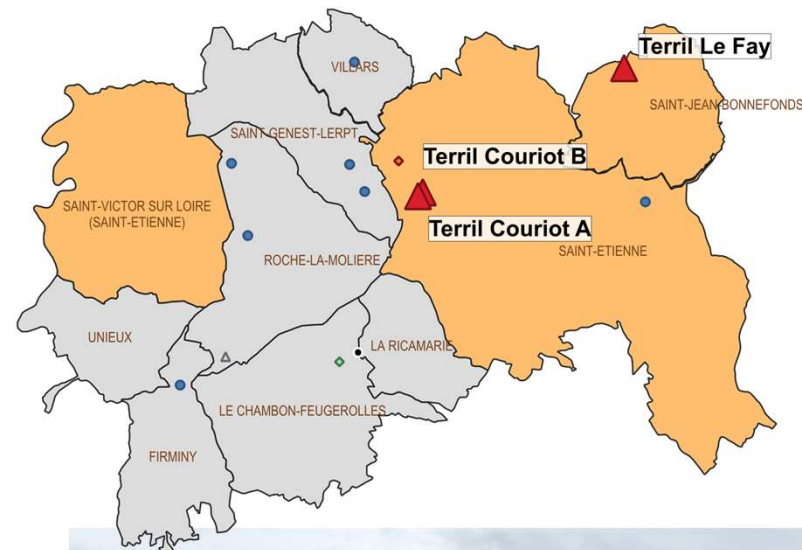 Terril Le Fay
VILLARS
SAINT-JEAN-BONNEFONDS
SAINT-GENEST-LERPT
Terril Couriot B
SAINT-VICTOR SUR LOIRE
(SAINT-ETIENNE)
Terril Couriot A
SAINT-ETIENNE
ROCHE-LA-MOLIERE
UNIEUX
LA RICAMARIE
LE CHAMBON-FEUGEROLLES
FIRMINY